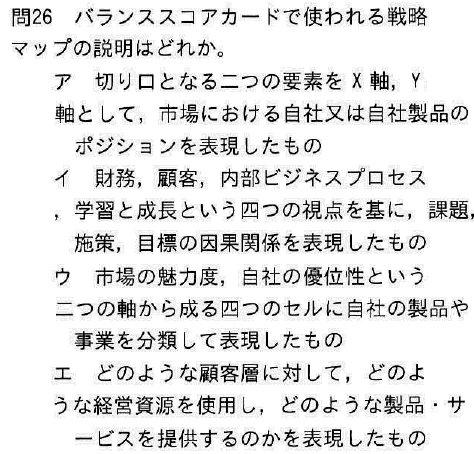 問26 バランススコアカードで使われる戦略
マップの説明はどれか。
ア 切り口となる二つの要素を X 軸，Y
軸として，市場における自社又は自社製品の
ポジションを表現したもの
イ 財務，顧客，内部ビジネスプロセス
，学習と成長という四つの視点を基に，課題，
施策，目標の因果関係を表現したもの
ウ 市場の魅力度，自社の優位性という
二つの軸から成る四つのセルに自社の製品や
事業を分類して表現したもの
エ どのような顧客層に対して，どのよ
うな経営資源を使用し，どのような製品・サ
ービスを提供するのかを表現したもの